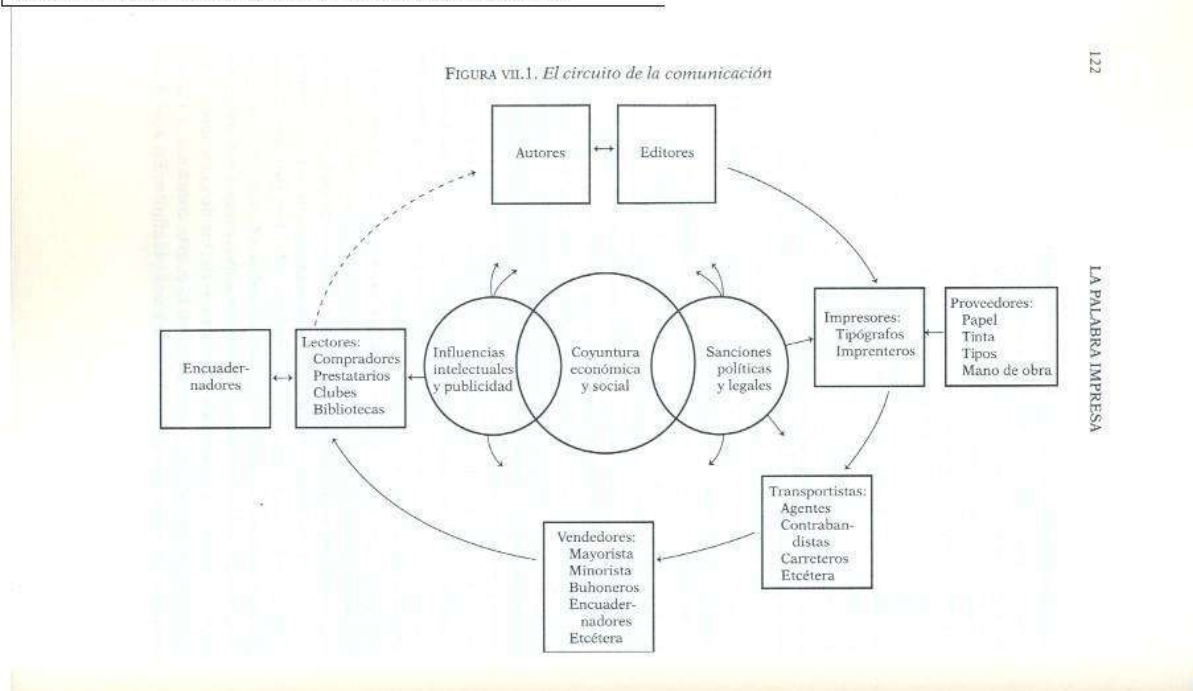 122
LA PALABRA IMPRESA
FIGURA VII.1. El circuito de la comunicación
Autores
Editores
Impresores:
Tipógrafos
Imprenteros
Proveedores:
Papel
Tinta
Tipos
Mano de obra
Encuader-
nadores
Lectores:
Compradores
Prestatarios
Clubes
Bibliotecas
Influencias
intelectuales
y publicidad
Coyuntura
económica
y social
Sanciones
políticas
y legales
Transportistas:
Agentes
Contraban-
distas
Carreteros
Etcétera
Vendedores:
Mayorista
Minorista
Buhoneros
Encuader-
nadores
Etcétera